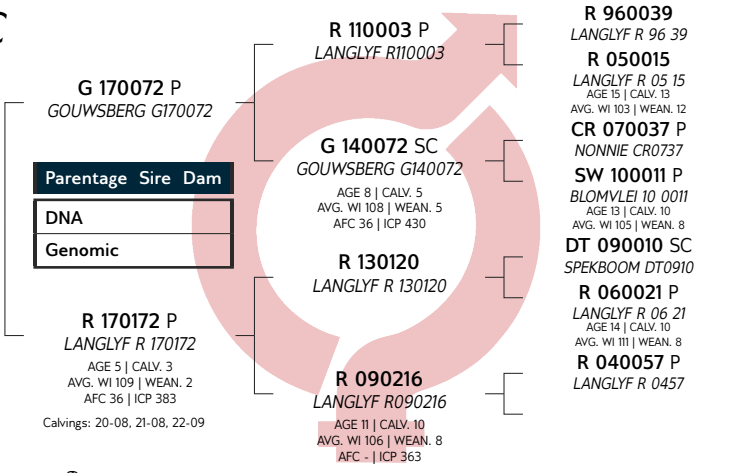 G 170072 P
GOUWSBERG G170072
Parentage Sire Dam
DNA
Genomic
R 170172 P
LANGLYF R 170172
AGE 5 | CALV. 3
AVG. WI 109 | WEAN. 2
AFC 36 | ICP 383
Calvings: 20-08, 21-08, 22-09
R 110003 P
LANGLYF R110003
G 140072 SC
GOUWSBERG G140072
AGE 8 | CALV. 5
AVG. WI 108 | WEAN. 5
AFC 36 | ICP 430
R 130120
LANGLYF R 130120
R 090216
LANGLYF R090216
AGE 11 | CALV. 10
AVG. WI 106 | WEAN. 8
AFC - | ICP 363
R 960039
LANGLYF R 96 39
R 050015
LANGLYF R 05 15
AGE 15 | CALV. 13
AVG. WI 103 | WEAN. 12
CR 070037 P
NONNIE CR0737
SW 100011 P
BLOMVLEI 10 0011
AGE 13 | CALV. 10
AVG. WI 105 | WEAN. 8
DT 090010 SC
SPEKBOOM DT0910
R 060021 P
LANGLYF R 06 21
AGE 14 | CALV. 10
AVG. WI 111 | WEAN. 8
R 040057 P
LANGLYF R 0457